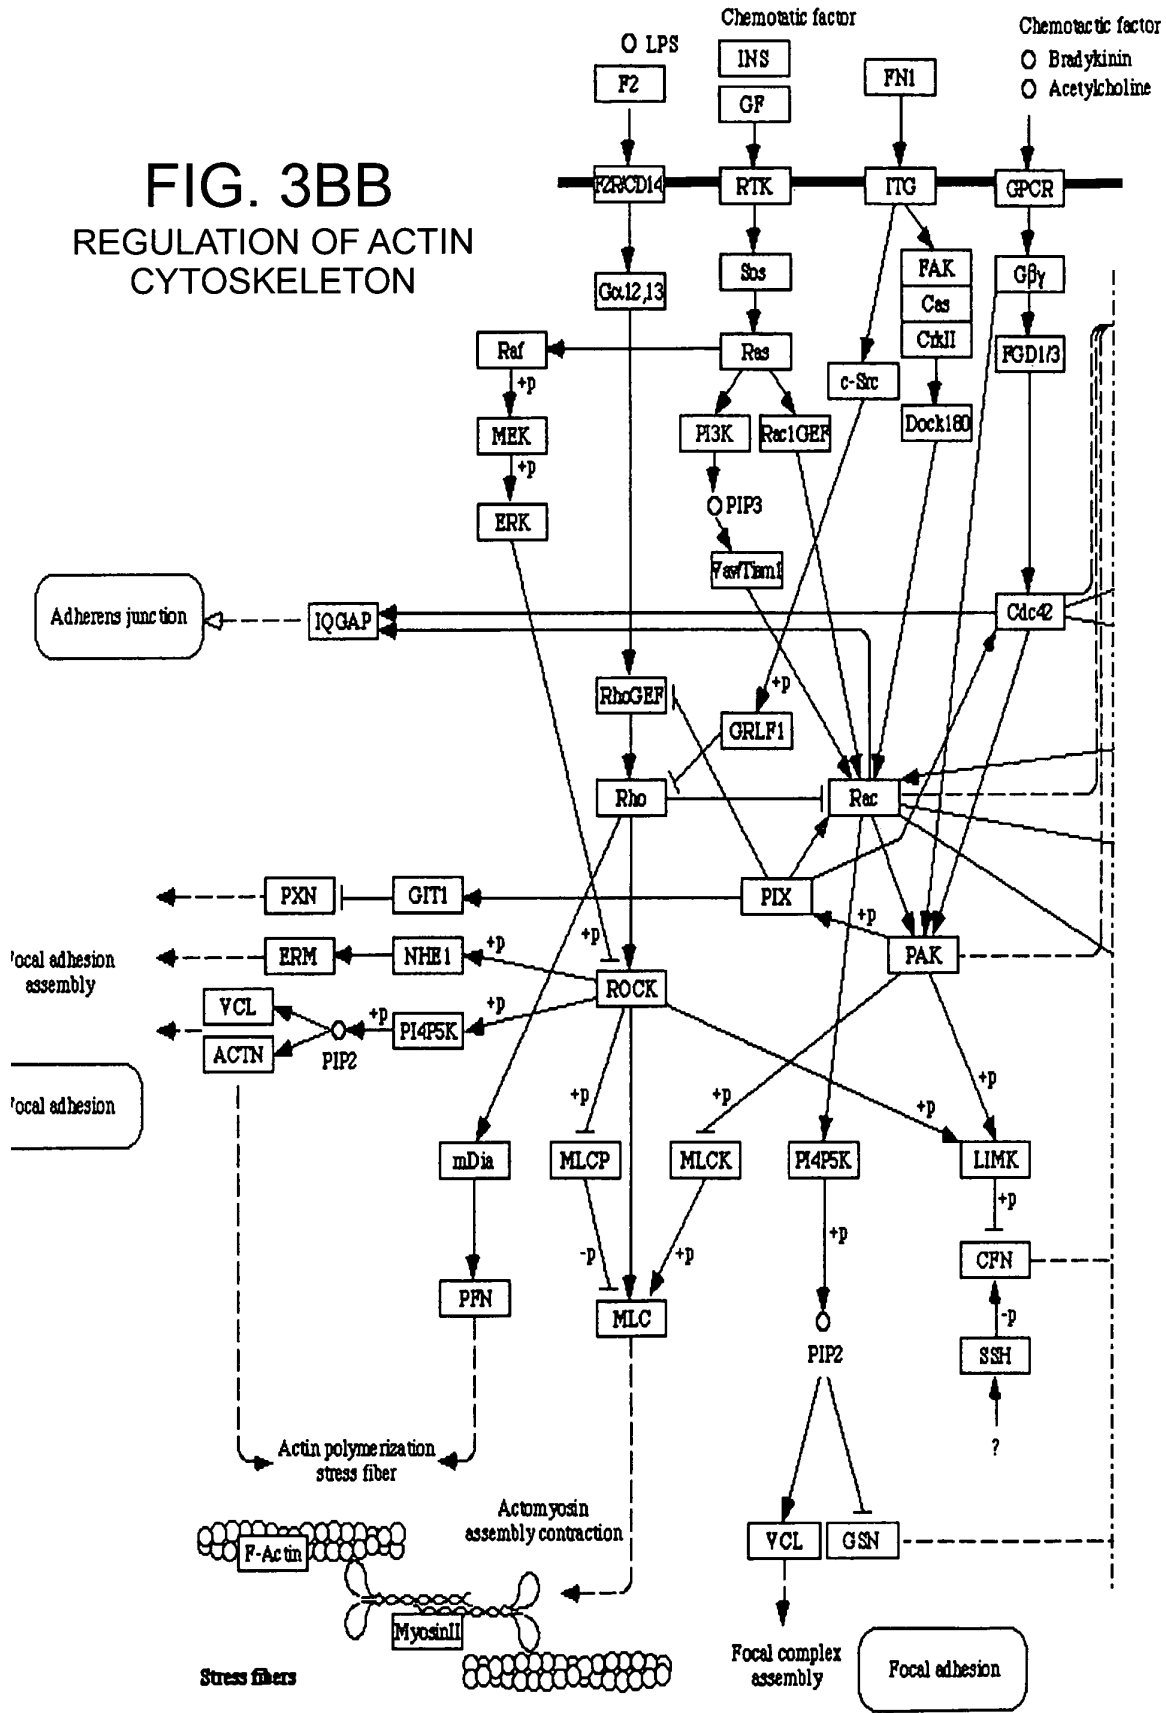 Chemotatic factor
Chemotactic factor
LPS
INS
Bradykinin
F2
GF
FN1
Acetylcholine
FIG. 3BB
REGULATION OF ACTIN
CYTOSKELETON
F2R/CD14
RTK
ITG
GPCR
Gα12,13
Sos
FAK
Cas
CrkII
Gβγ
Raf
Ras
c-Src
FGD1/3
+p
MEK
PI3K
Rac1GEF
Dock180
+p
ERK
PIP3
Vav/Tiam1
Adherens junction
IQGAP
Cdc42
+p
RhoGEF
GRLF1
Rho
Rac
PXN
GIT1
PIX
+p
+p
+p
Focal adhesion
assembly
ERM
NHE1
PAK
ROCK
VCL
ACTN
+p
PIP2
PI4P5K
+p
Focal adhesion
+p
+p
+p
mDia
MLCP
MLCK
PI4P5K
LIMK
+p
-p
+p
+p
CFN
PFN
MLC
-p
PIP2
SSH
?
Actin polymerization
stress fiber
Actomyosin
assembly contraction
VCL
GSN
F-Actin
MyosinII
Stress fibers
Focal complex
assembly
Focal adhesion